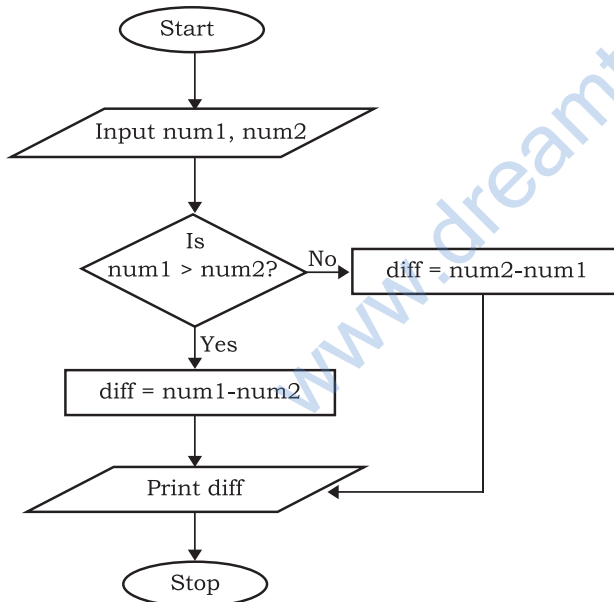 Start
Input num1, num2
Is
num1 > num2?
No
diff = num2-num1
Yes
diff = num1-num2
Print diff
Stop